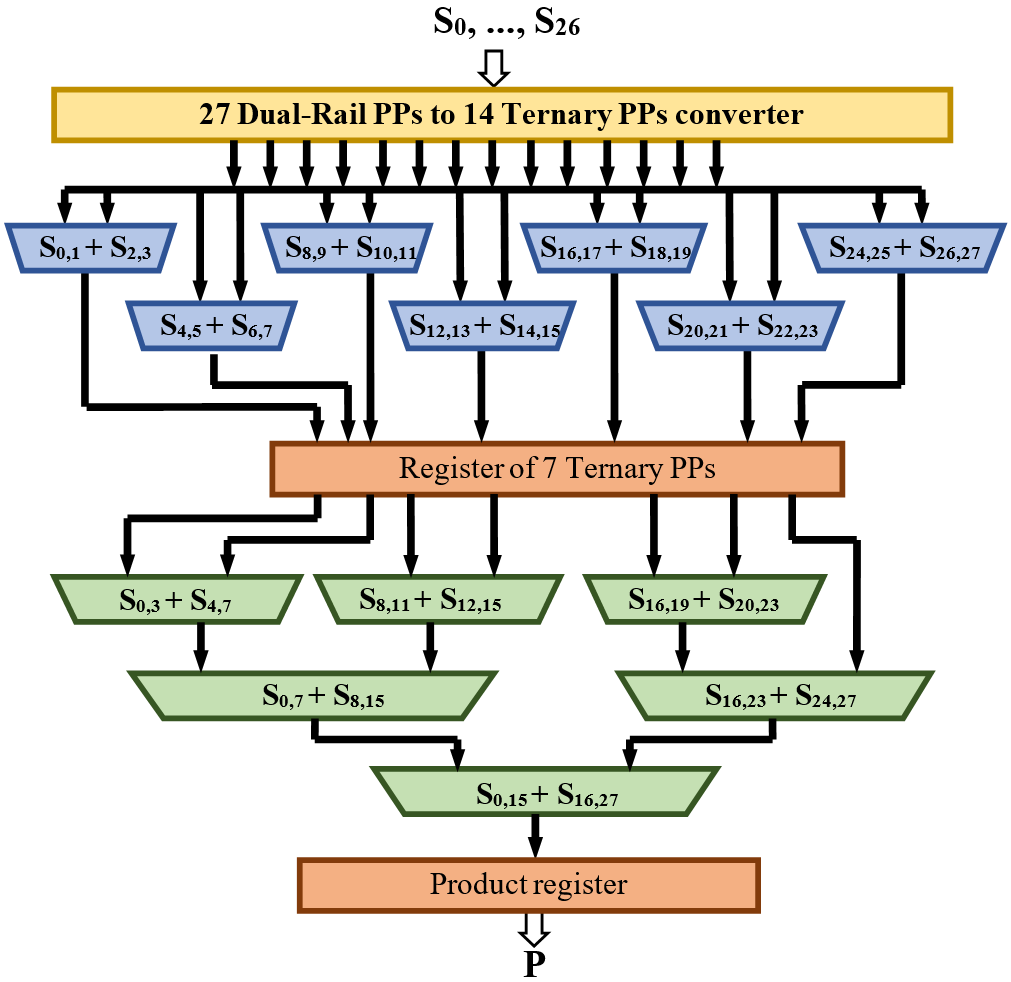 S₀, ..., S₂₆
27 Dual-Rail PPs to 14 Ternary PPs converter
S₀,₁ + S₂,₃
S₈,₉ + S₁₀,₁₁
S₁₆,₁₇ + S₁₈,₁₉
S₂₄,₂₅ + S₂₆,₂₇
S₄,₅ + S₆,₇
S₁₂,₁₃ + S₁₄,₁₅
S₂₀,₂₁ + S₂₂,₂₃
Register of 7 Ternary PPs
S₀,₃ + S₄,₇
S₈,₁₁ + S₁₂,₁₅
S₁₆,₁₉ + S₂₀,₂₃
S₀,₇ + S₈,₁₅
S₁₆,₂₃ + S₂₄,₂₇
S₀,₁₅ + S₁₆,₂₇
Product register
P